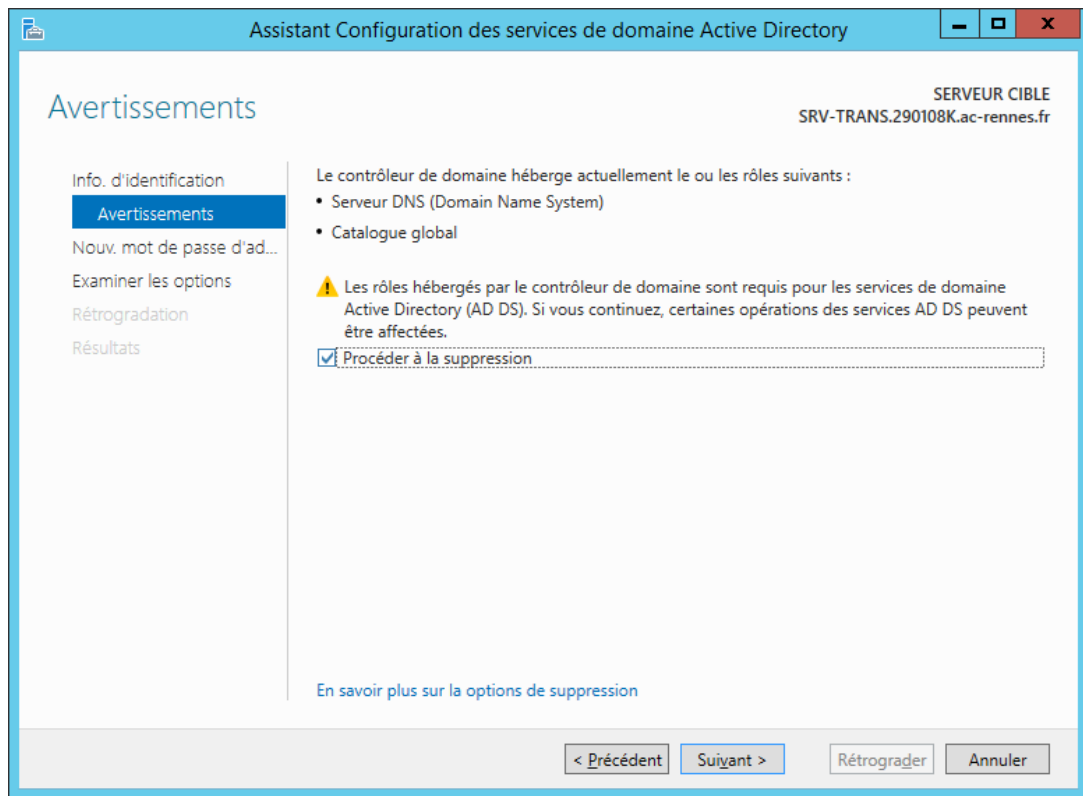 Assistant Configuration des services de domaine Active Directory
Avertissements
SERVEUR CIBLE
SRV-TRANS.290108K.ac-rennes.fr
Info. d'identification
Avertissements
Nouv. mot de passe d'ad...
Examiner les options
Rétrogradation
Résultats
Le contrôleur de domaine héberge actuellement le ou les rôles suivants :
• Serveur DNS (Domain Name System)
• Catalogue global
Les rôles hébergés par le contrôleur de domaine sont requis pour les services de domaine
Active Directory (AD DS). Si vous continuez, certaines opérations des services AD DS peuvent
être affectées.
Procéder à la suppression
En savoir plus sur la options de suppression
< Précédent
Suivant >
Rétrograder
Annuler